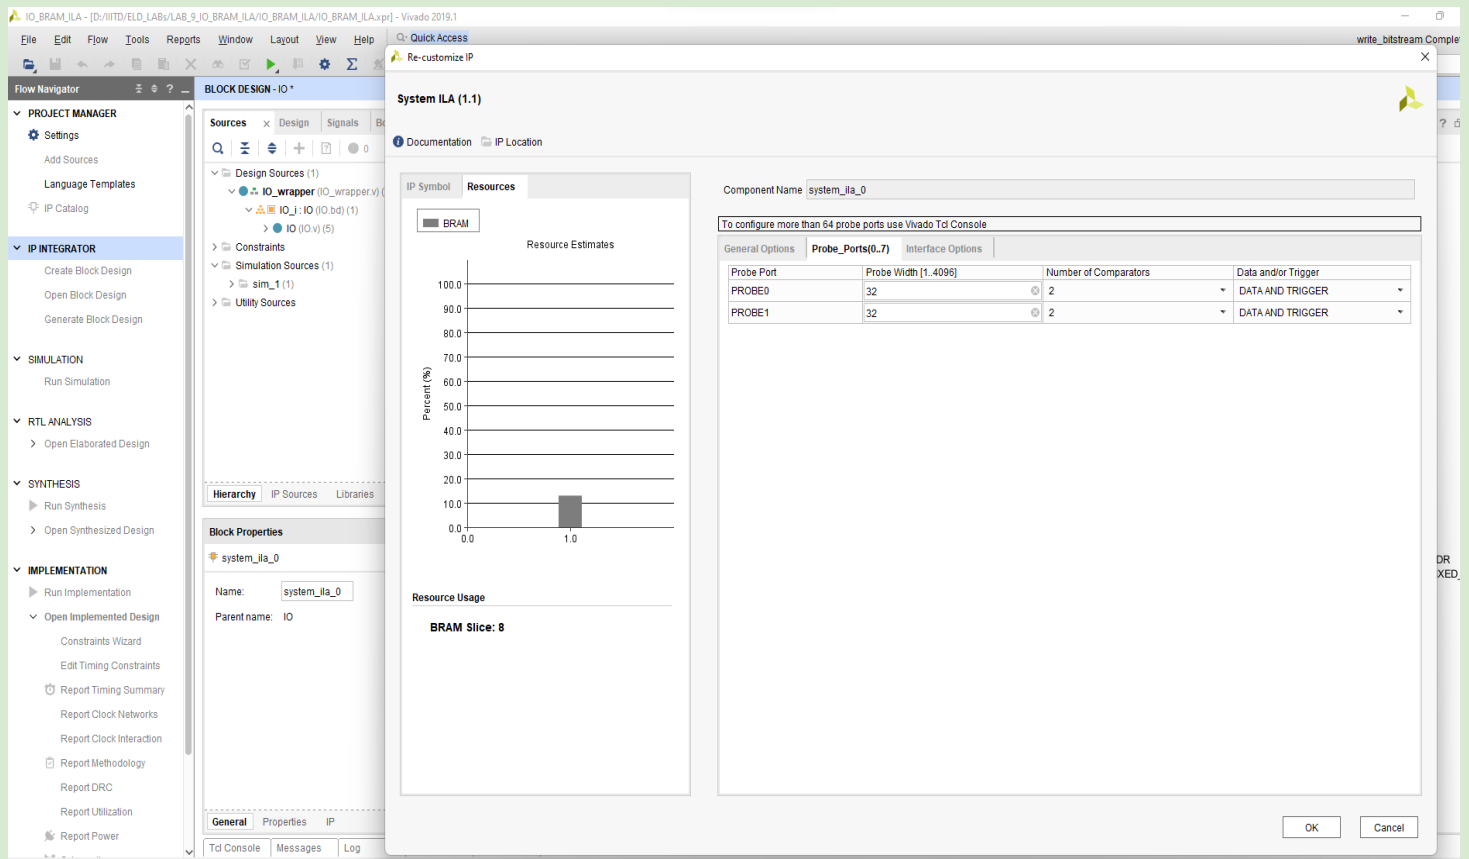 IO_BRAM_ILA - [D:/IIITD/ELD_LABs/LAB_9_IO_BRAM_ILA/IO_BRAM_ILA/IO_BRAM_ILA.xpr] - Vivado 2019.1
File Edit Flow Tools Reports Window Layout View Help Quick Access
write_bitstream Comple
Flow Navigator
PROJECT MANAGER
Settings
Add Sources
Language Templates
IP Catalog
IP INTEGRATOR
Create Block Design
Open Block Design
Generate Block Design
SIMULATION
Run Simulation
RTL ANALYSIS
Open Elaborated Design
SYNTHESIS
Run Synthesis
Open Synthesized Design
IMPLEMENTATION
Run Implementation
Open Implemented Design
Constraints Wizard
Edit Timing Constraints
Report Timing Summary
Report Clock Networks
Report Clock Interaction
Report Methodology
Report DRC
Report Utilization
Report Power
BLOCK DESIGN - IO *
Sources Design Signals Bo
0
Design Sources (1)
IO_wrapper (IO_wrapper.v) (
IO_i : IO (IO.bd) (1)
IO (IO.v) (5)
Constraints
Simulation Sources (1)
sim_1 (1)
Utility Sources
Hierarchy IP Sources Libraries
Block Properties
system_ila_0
Name: system_ila_0
Parent name: IO
General Properties IP
Tcl Console Messages Log
Re-customize IP
System ILA (1.1)
Documentation IP Location
IP Symbol Resources
BRAM
Resource Estimates
Percent (%)
100.0
90.0
80.0
70.0
60.0
50.0
40.0
30.0
20.0
10.0
0.0
0.0 1.0
Resource Usage
BRAM Slice: 8
Component Name system_ila_0
To configure more than 64 probe ports use Vivado Tcl Console
General Options Probe_Ports(0..7) Interface Options
Probe Port Probe Width [1..4096] Number of Comparators Data and/or Trigger
PROBE0 32 2 DATA AND TRIGGER
PROBE1 32 2 DATA AND TRIGGER
OK Cancel
DR
XED_